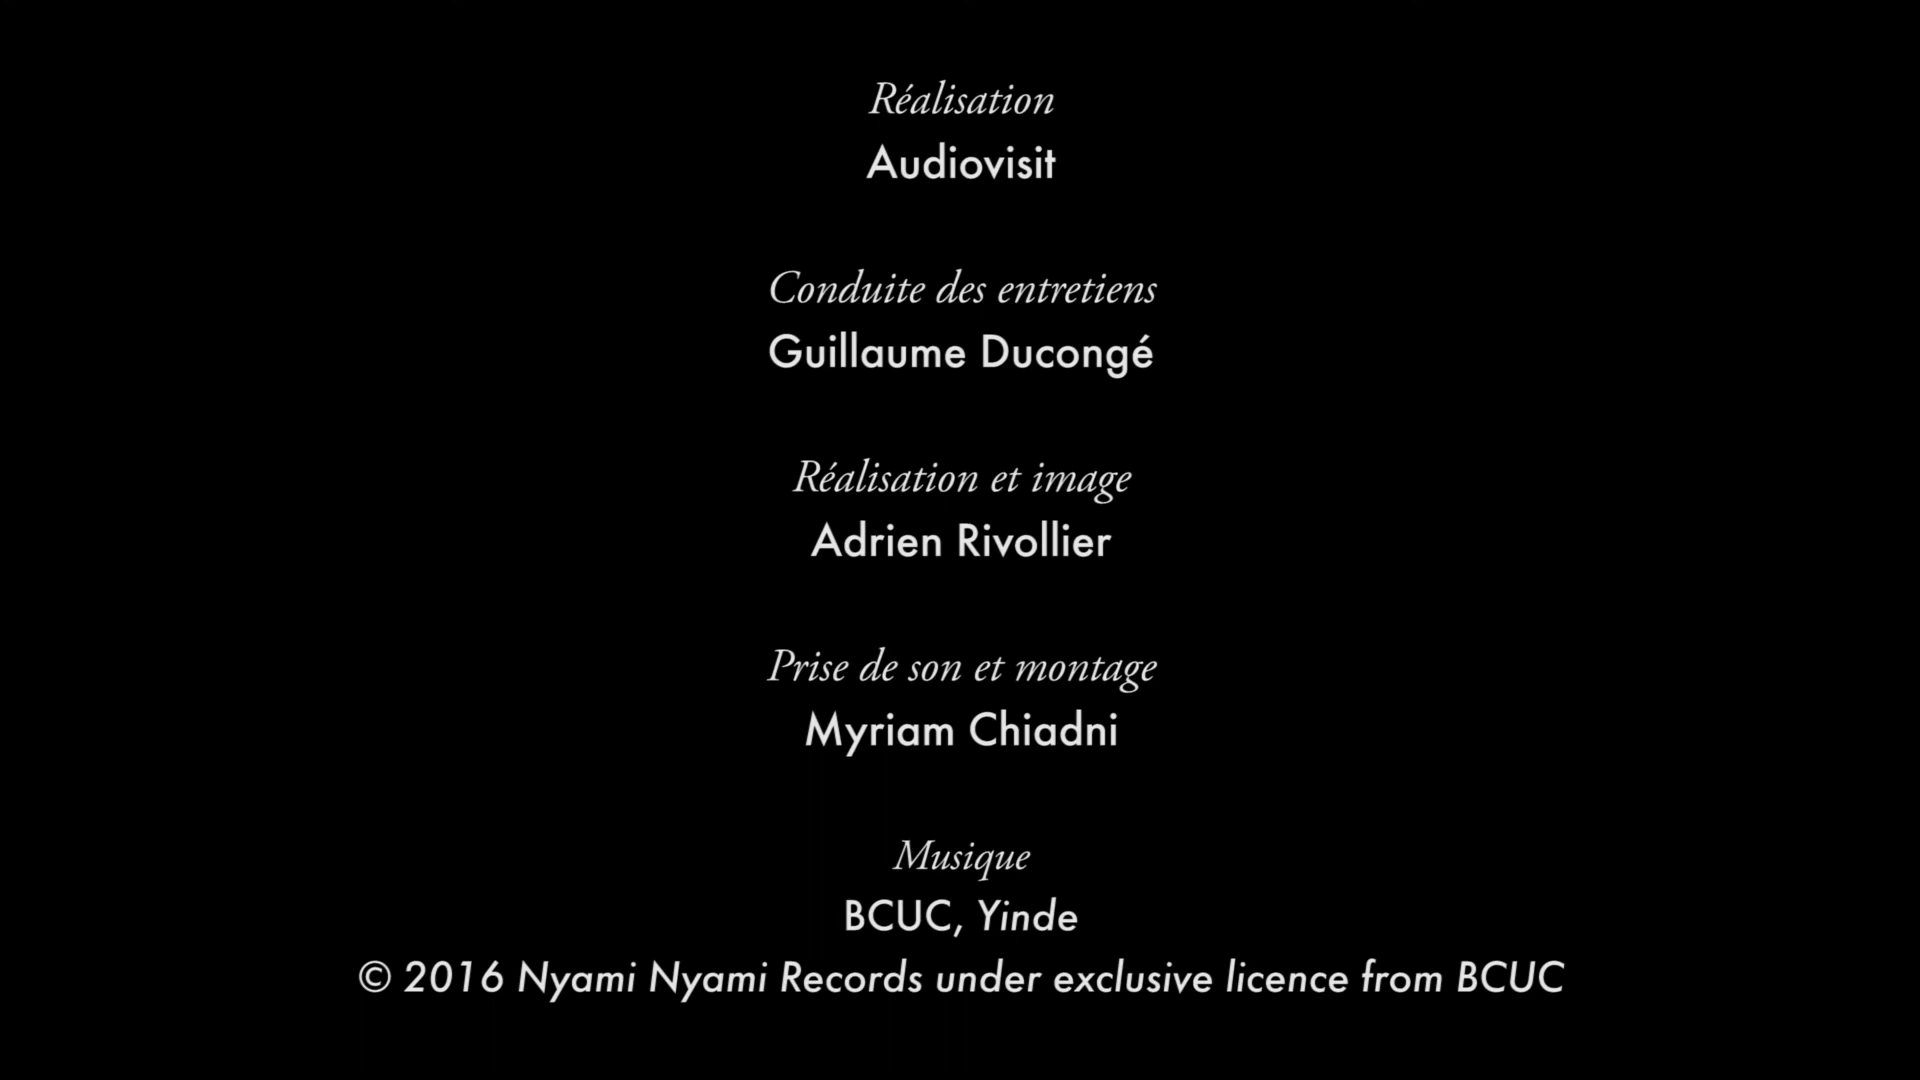 Réalisation
Audiovisit
Conduite des entretiens
Guillaume Ducongé
Réalisation et image
Adrien Rivollier
Prise de son et montage
Myriam Chiadni
Musique
BCUC, Yinde
© 2016 Nyami Nyami Records under exclusive licence from BCUC